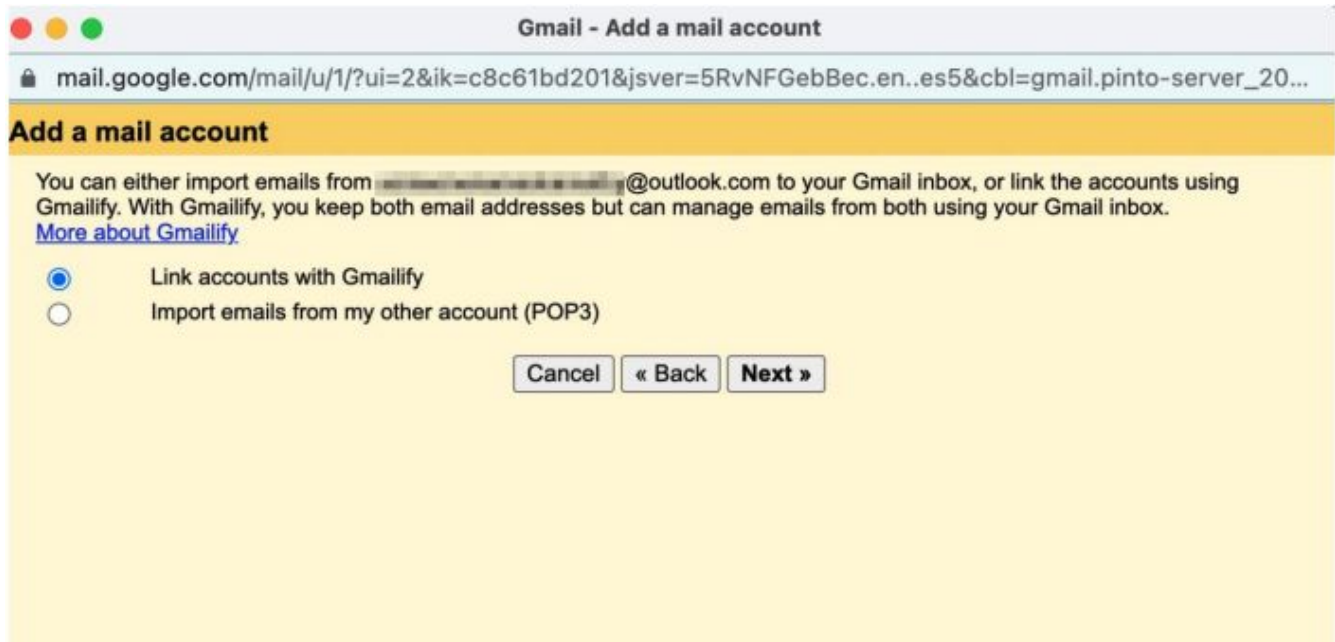 Gmail - Add a mail account
mail.google.com/mail/u/1/?ui=2&ik=c8c61bd201&jsver=5RvNFGebBec.en..es5&cbl=gmail.pinto-server_20...
Add a mail account
You can either import emails from @outlook.com to your Gmail inbox, or link the accounts using
Gmailify. With Gmailify, you keep both email addresses but can manage emails from both using your Gmail inbox.
More about Gmailify
Link accounts with Gmailify
Import emails from my other account (POP3)
Cancel « Back Next »